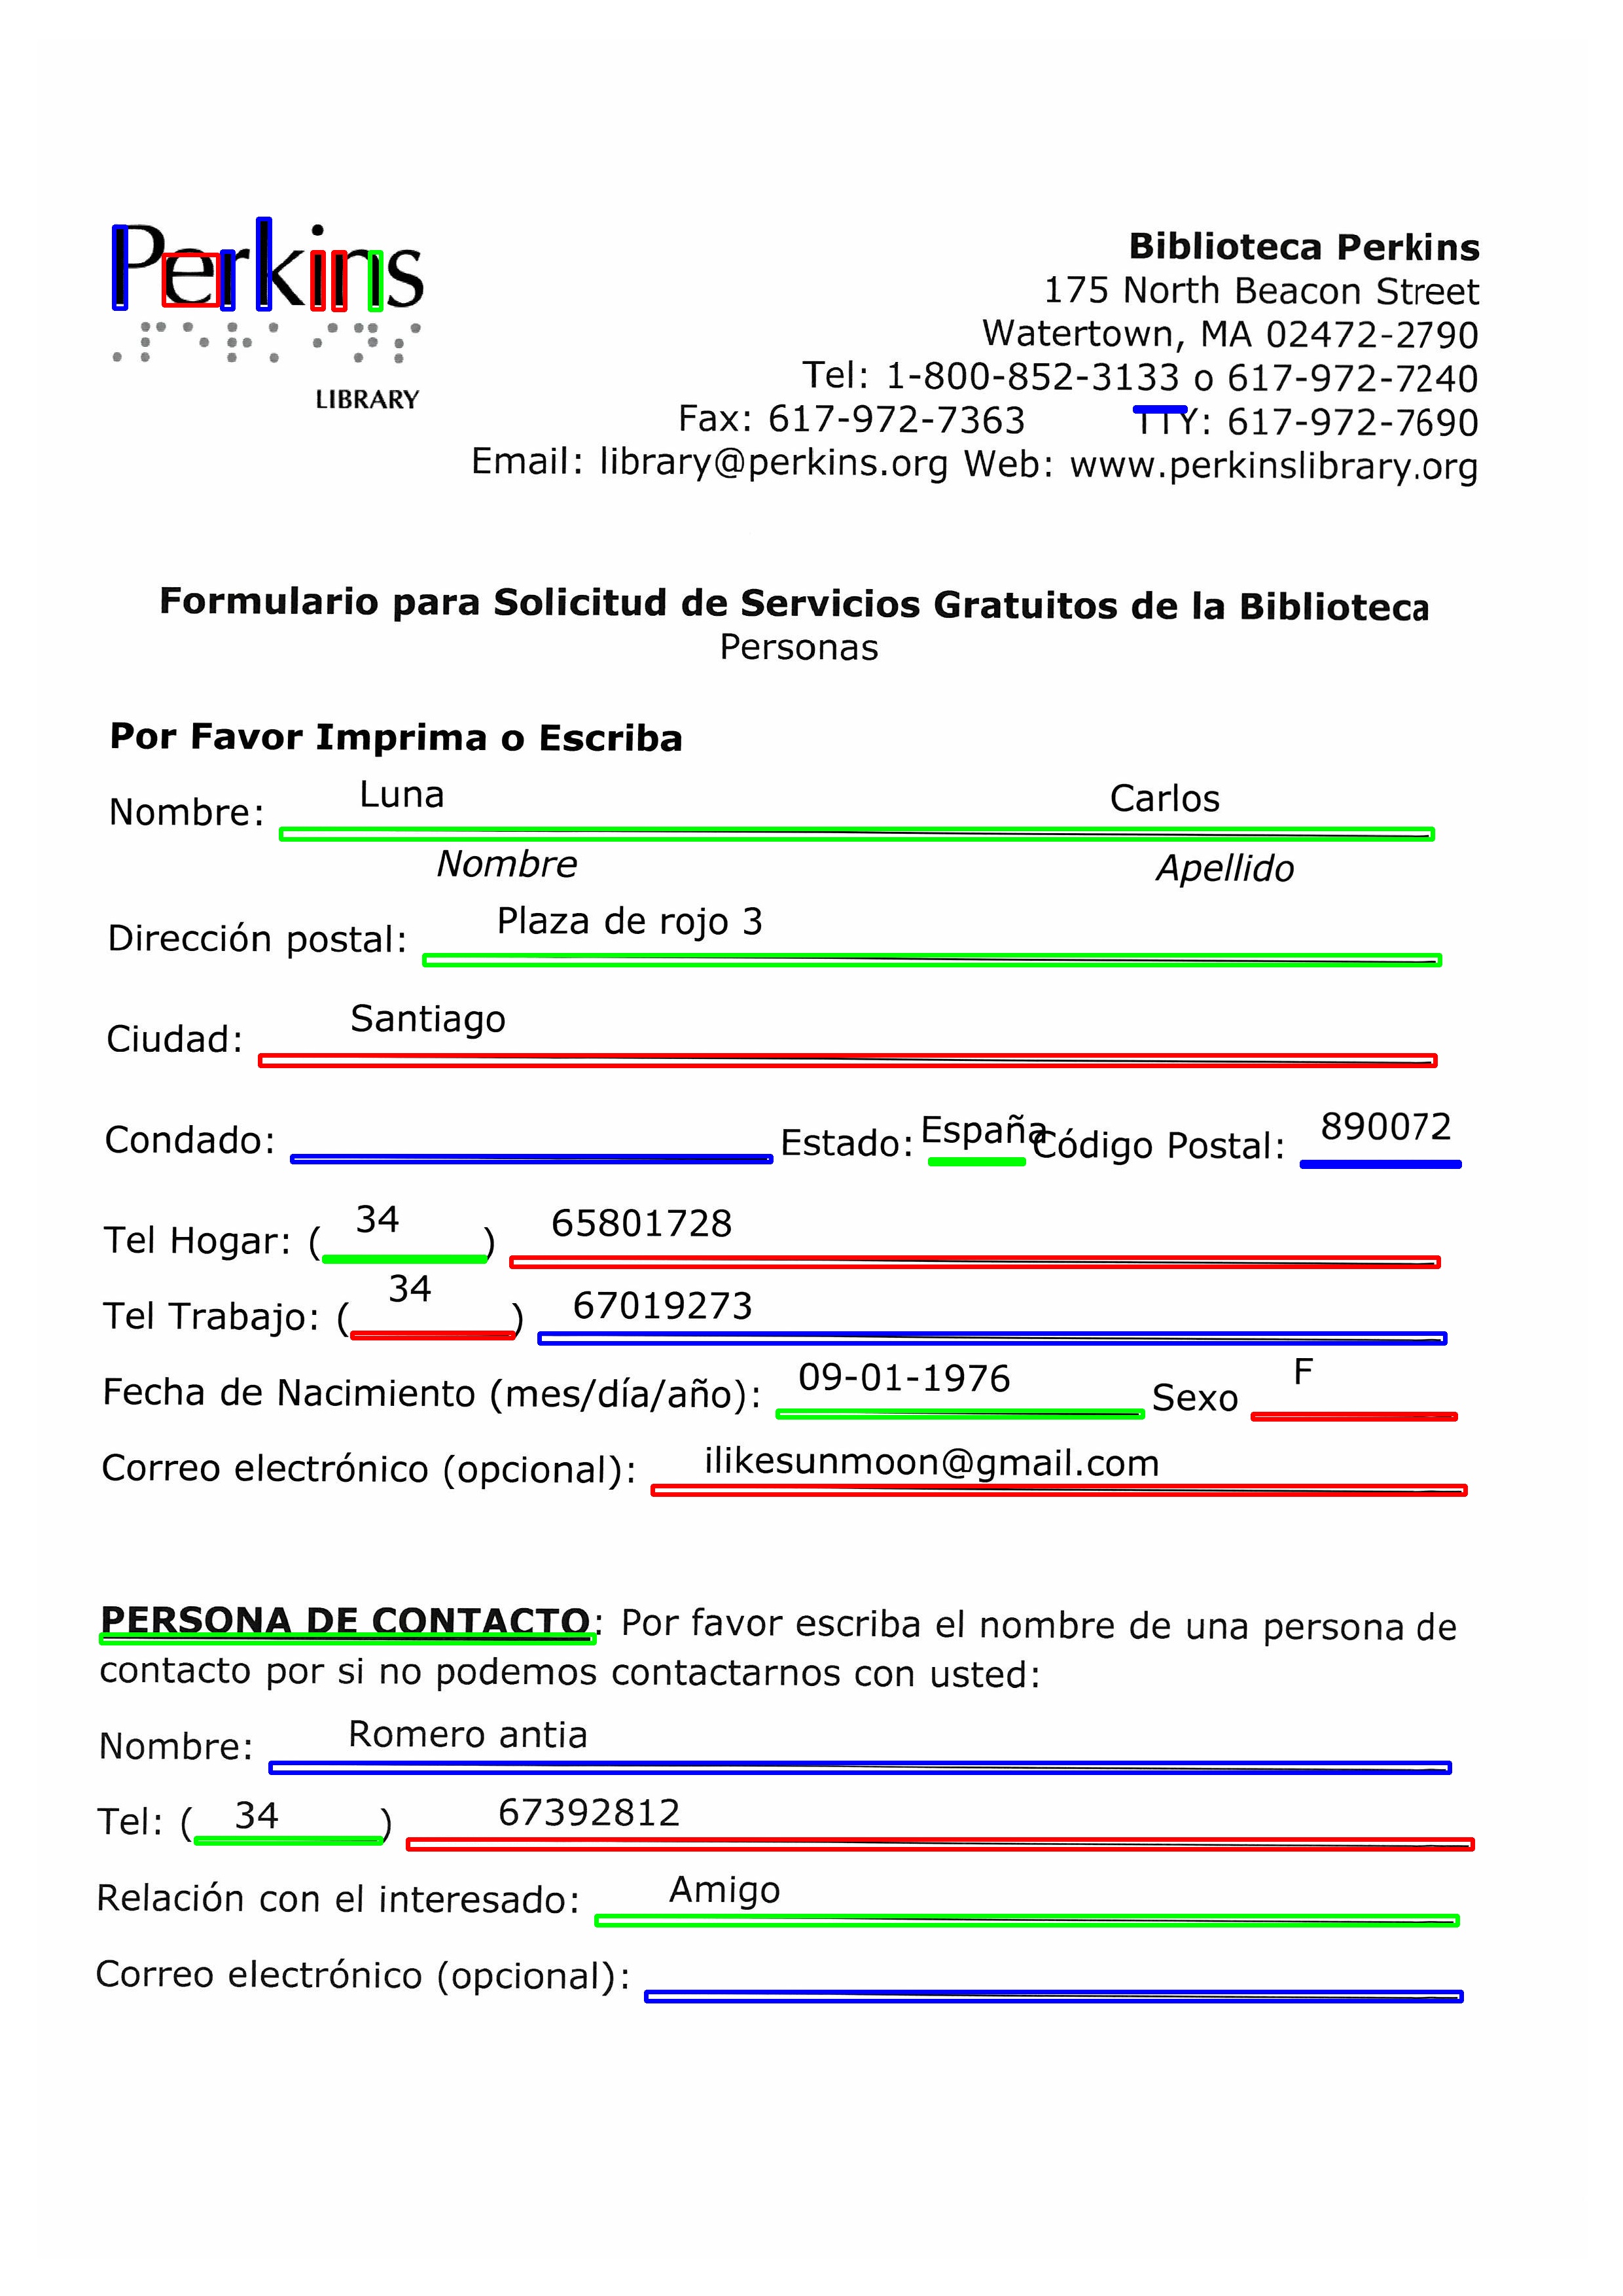 Perkins
LIBRARY
Biblioteca Perkins
175 North Beacon Street
Watertown, MA 02472-2790
Tel: 1-800-852-3133 o 617-972-7240
Fax: 617-972-7363 TTY: 617-972-7690
Email: library@perkins.org Web: www.perkinslibrary.org
Formulario para Solicitud de Servicios Gratuitos de la Biblioteca
Personas
Por Favor Imprima o Escriba
Nombre: Luna Carlos
Nombre Apellido
Dirección postal: Plaza de rojo 3
Ciudad: Santiago
Condado: Estado: España Código Postal: 890072
Tel Hogar: ( 34 ) 65801728
Tel Trabajo: ( 34 ) 67019273
Fecha de Nacimiento (mes/día/año): 09-01-1976 Sexo F
Correo electrónico (opcional): ilikesunmoon@gmail.com
PERSONA DE CONTACTO: Por favor escriba el nombre de una persona de
contacto por si no podemos contactarnos con usted:
Nombre: Romero antia
Tel: ( 34 ) 67392812
Relación con el interesado: Amigo
Correo electrónico (opcional):